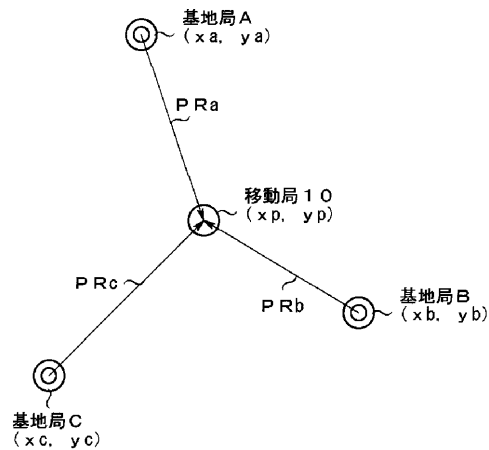 基地局A
(xa, ya)
PRa
移動局10
(xp, yp)
PRc
PRb
基地局B
(xb, yb)
基地局C
(xc, yc)